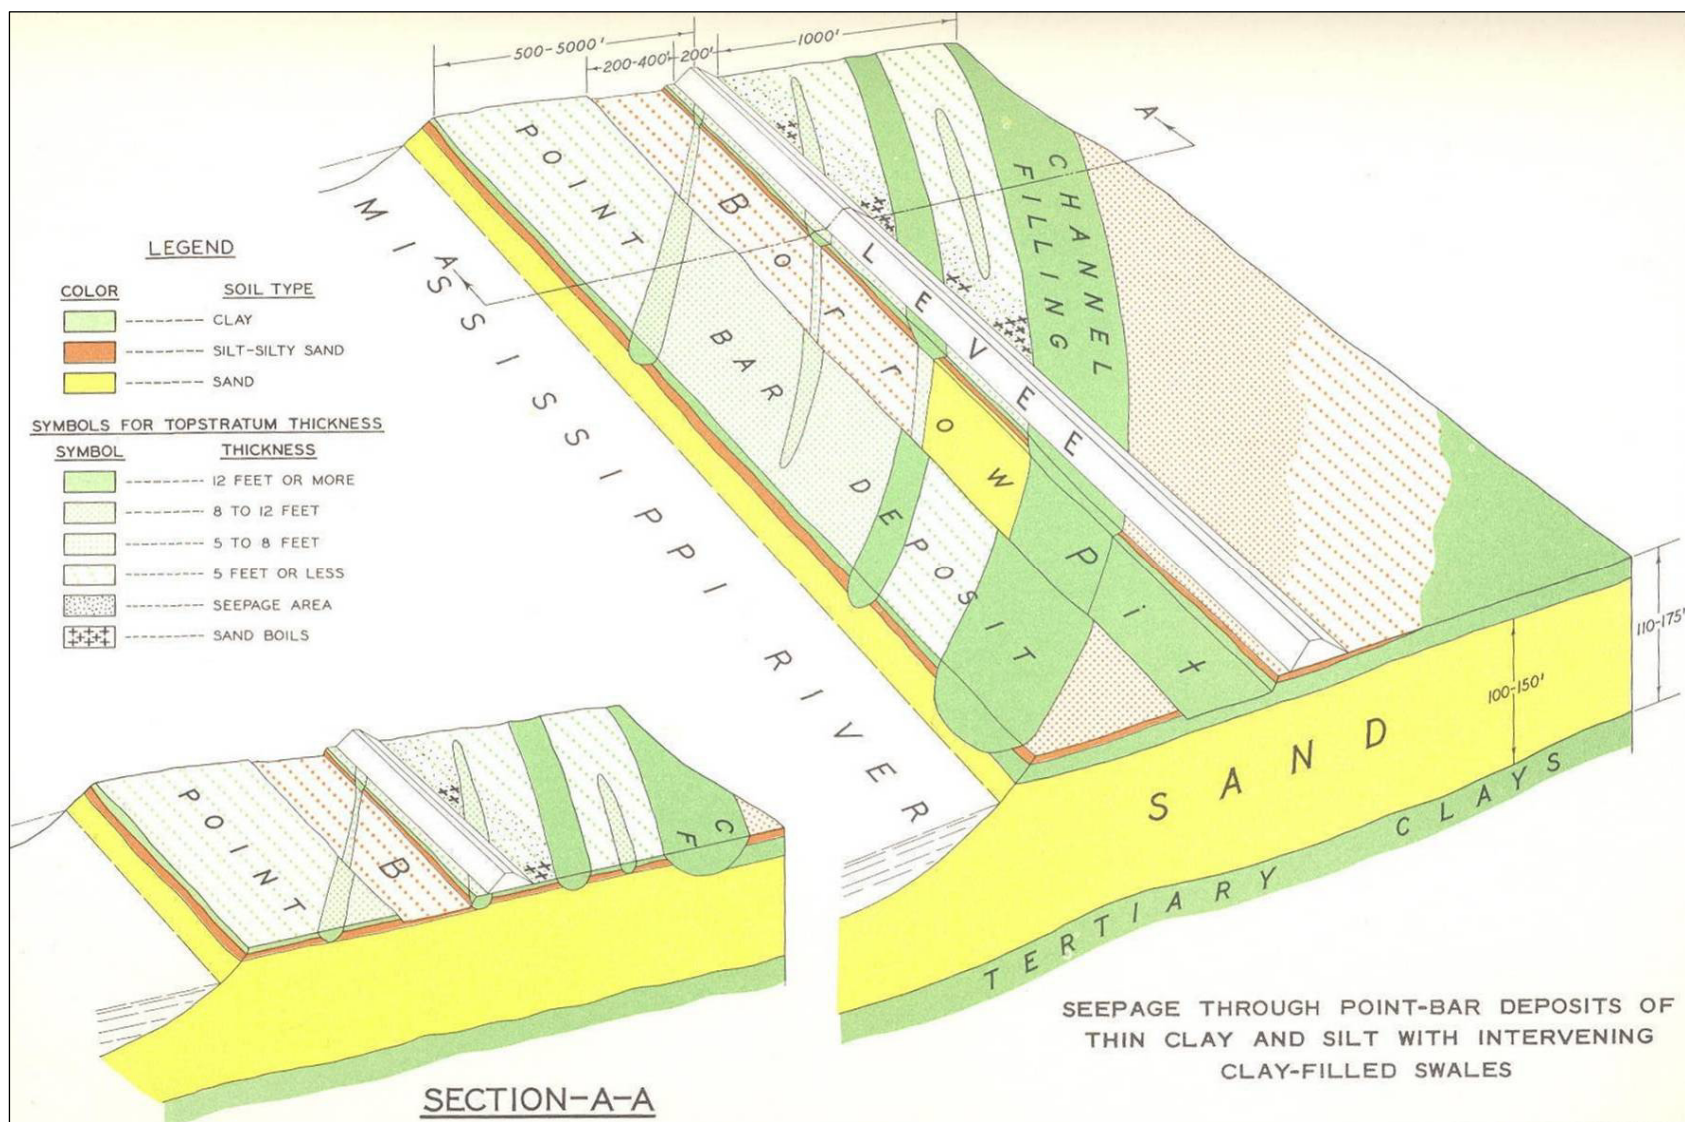 500-5000'
200-400'
200'
1000'
A
A
POINT
BAR
DEPOSIT
Borrow Pit
LEVEE
CHANNEL
FILLING
MISSISSIPPI RIVER
LEGEND
COLOR SOIL TYPE
CLAY
SILT-SILTY SAND
SAND
SYMBOLS FOR TOPSTRATUM THICKNESS
SYMBOL THICKNESS
12 FEET OR MORE
8 TO 12 FEET
5 TO 8 FEET
5 FEET OR LESS
SEEPAGE AREA
SAND BOILS
110-175'
100-150'
SAND
TERTIARY CLAYS
POINT
B
C
F
SECTION-A-A
SEEPAGE THROUGH POINT-BAR DEPOSITS OF
THIN CLAY AND SILT WITH INTERVENING
CLAY-FILLED SWALES